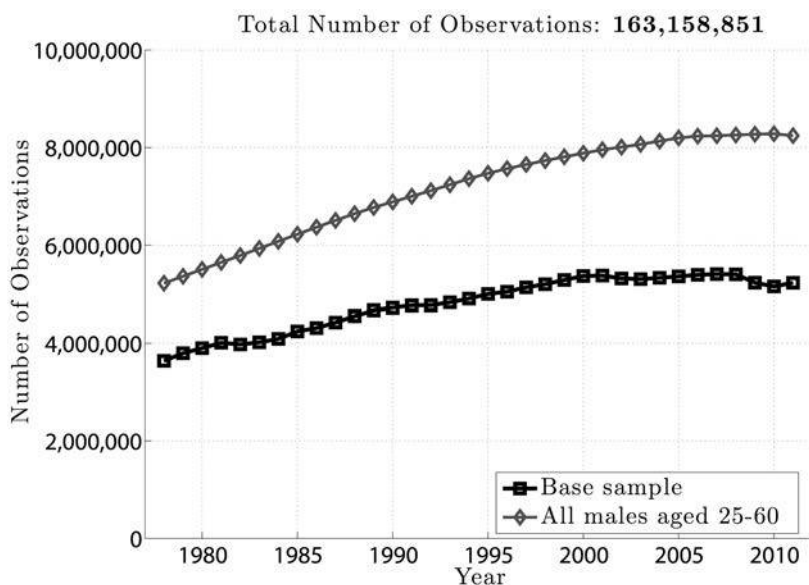 Total Number of Observations: 163,158,851
10,000,000
8,000,000
6,000,000
4,000,000
2,000,000
0
Number of Observations
1980 1985 1990 1995 2000 2005 2010
Year
Base sample
All males aged 25-60